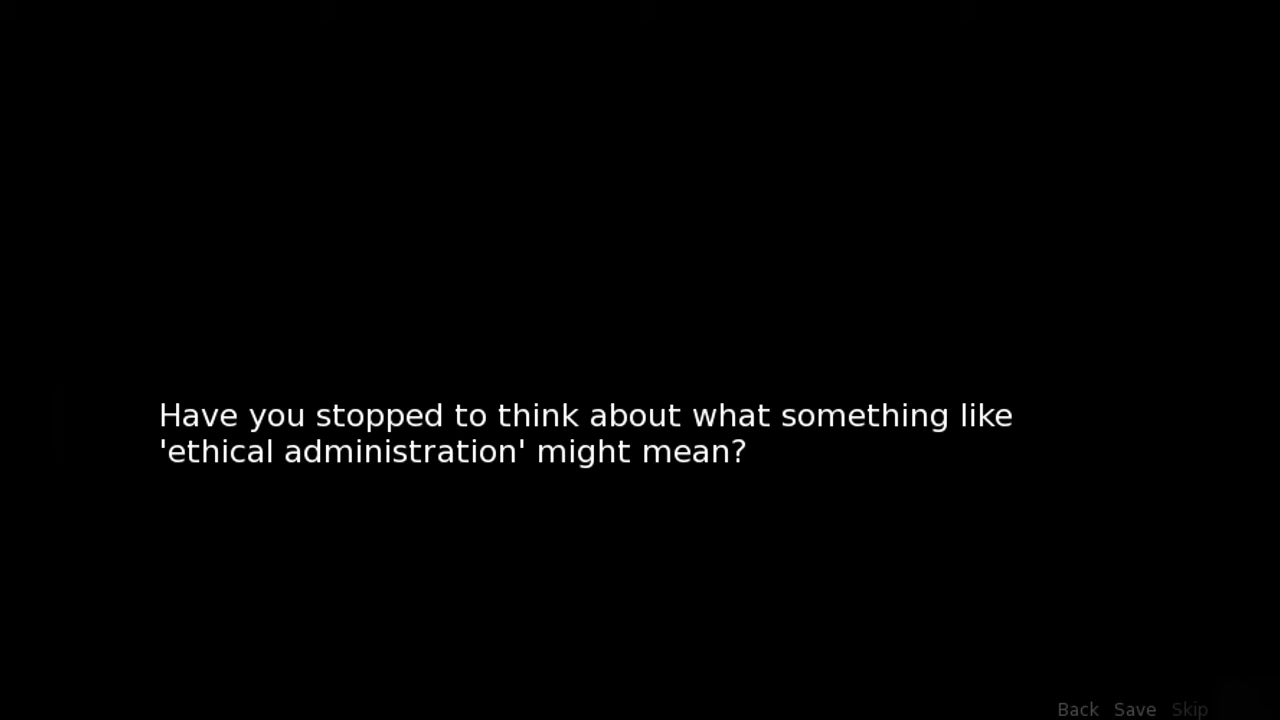 Have you stopped to think about what something like
'ethical administration' might mean?
Back Save Skip